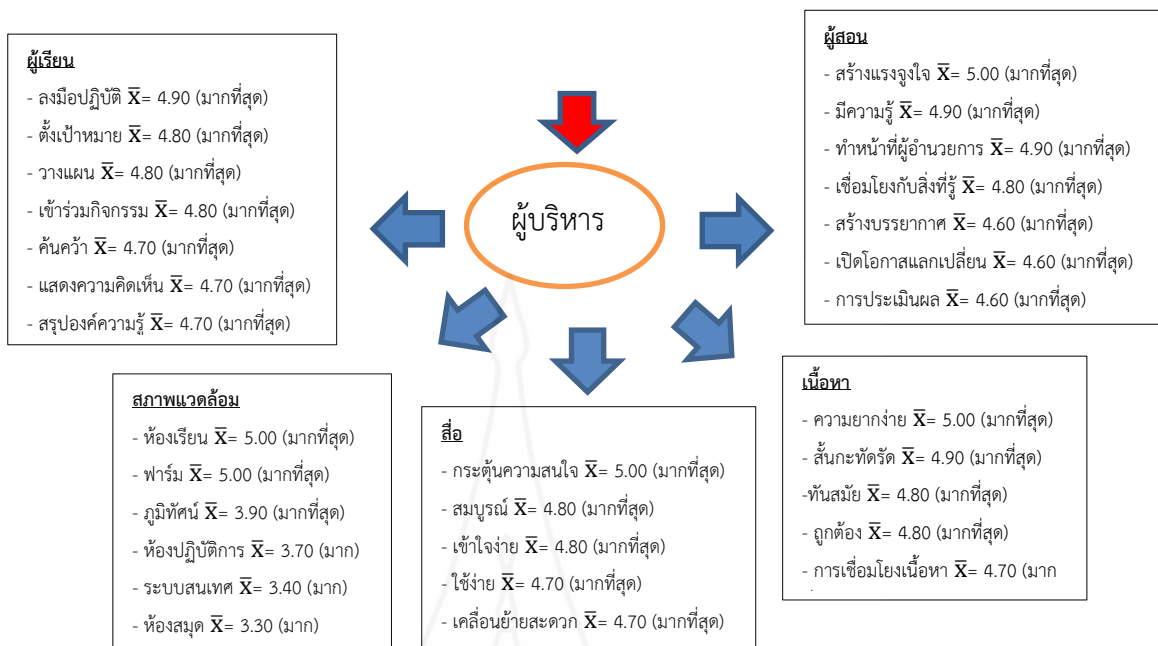 ผู้เรียน
- ลงมือปฏิบัติ X̅= 4.90 (มากที่สุด)
- ตั้งเป้าหมาย X̅= 4.80 (มากที่สุด)
- วางแผน X̅= 4.80 (มากที่สุด)
- เข้าร่วมกิจกรรม X̅= 4.80 (มากที่สุด)
- ค้นคว้า X̅= 4.70 (มากที่สุด)
- แสดงความคิดเห็น X̅= 4.70 (มากที่สุด)
- สรุปองค์ความรู้ X̅= 4.70 (มากที่สุด)
ผู้บริหาร
ผู้สอน
- สร้างแรงจูงใจ X̅= 5.00 (มากที่สุด)
- มีความรู้ X̅= 4.90 (มากที่สุด)
- ทำหน้าที่ผู้อำนวยการ X̅= 4.90 (มากที่สุด)
- เชื่อมโยงกับสิ่งที่รู้ X̅= 4.80 (มากที่สุด)
- สร้างบรรยากาศ X̅= 4.60 (มากที่สุด)
- เปิดโอกาสแลกเปลี่ยน X̅= 4.60 (มากที่สุด)
- การประเมินผล X̅= 4.60 (มากที่สุด)
สภาพแวดล้อม
- ห้องเรียน X̅= 5.00 (มากที่สุด)
- ฟาร์ม X̅= 5.00 (มากที่สุด)
- ภูมิทัศน์ X̅= 3.90 (มากที่สุด)
- ห้องปฏิบัติการ X̅= 3.70 (มาก)
- ระบบสนเทศ X̅= 3.40 (มาก)
- ห้องสมุด X̅= 3.30 (มาก)
สื่อ
- กระตุ้นความสนใจ X̅= 5.00 (มากที่สุด)
- สมบูรณ์ X̅= 4.80 (มากที่สุด)
- เข้าใจง่าย X̅= 4.80 (มากที่สุด)
- ใช้ง่าย X̅= 4.70 (มากที่สุด)
- เคลื่อนย้ายสะดวก X̅= 4.70 (มากที่สุด)
เนื้อหา
- ความยากง่าย X̅= 5.00 (มากที่สุด)
- สั้นกะทัดรัด X̅= 4.90 (มากที่สุด)
-ทันสมัย X̅= 4.80 (มากที่สุด)
- ถูกต้อง X̅= 4.80 (มากที่สุด)
- การเชื่อมโยงเนื้อหา X̅= 4.70 (มาก